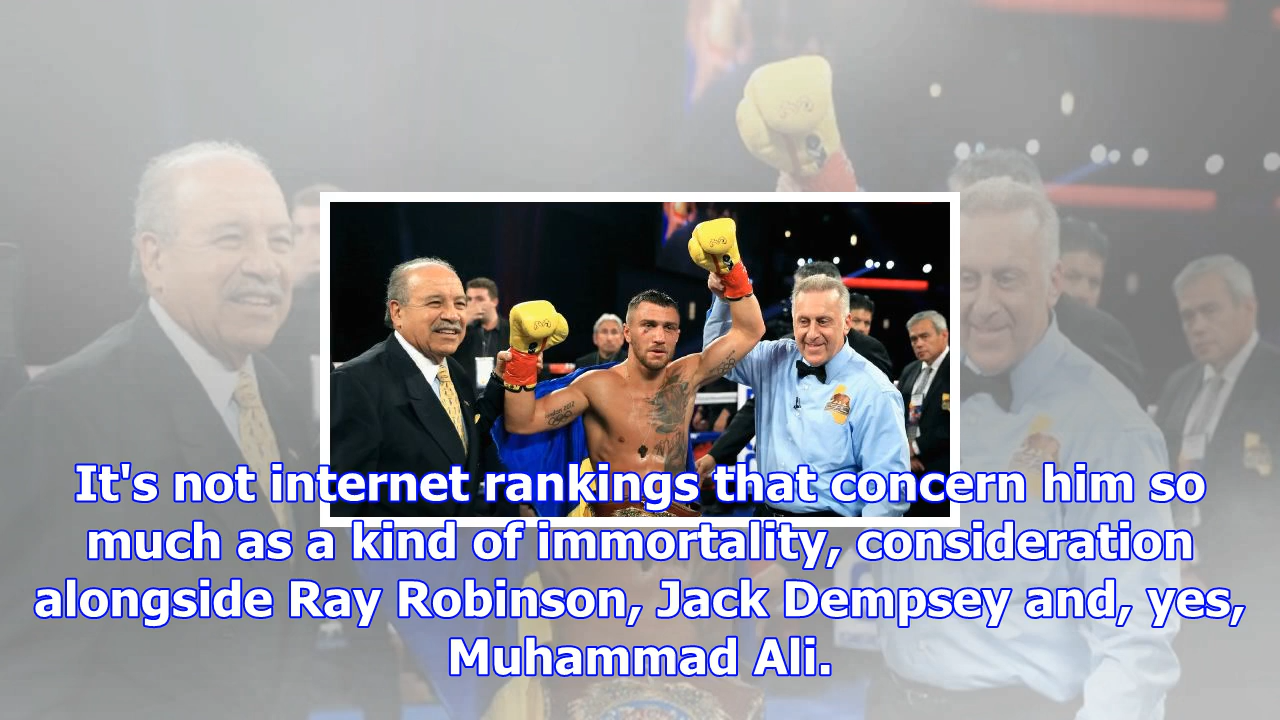 It's not internet rankings that concern him so
much as a kind of immortality, consideration
alongside Ray Robinson, Jack Dempsey and, yes,
Muhammad Ali.